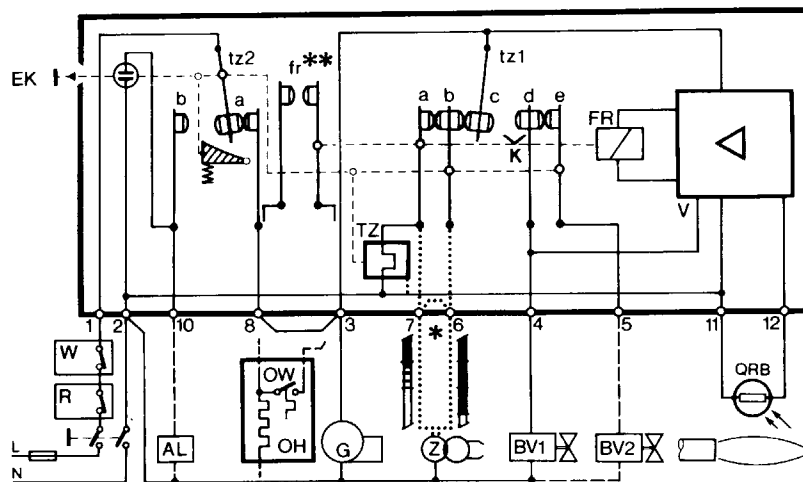 tz2
fr**
tz1
EK
b
a
a
b
c
d
e
FR
K
V
TZ
1
2
10
8
3
7
*
6
4
5
11
12
W
R
OW
QRB
L
N
AL
OH
G
Z
BV1
BV2